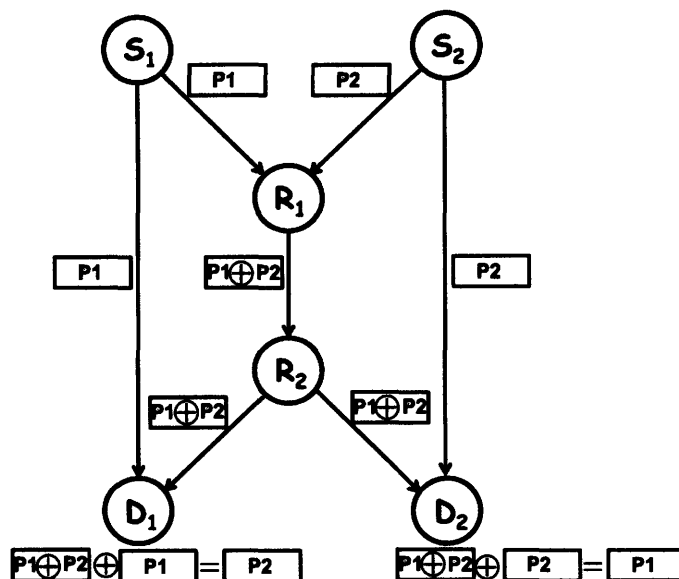 S₁ S₂
P1 P2
R₁
P1 P1⊕P2 P2
R₂
P1⊕P2 P1⊕P2
D₁ D₂
P1⊕P2 ⊕ P1 = P2 P1⊕P2 ⊕ P2 = P1